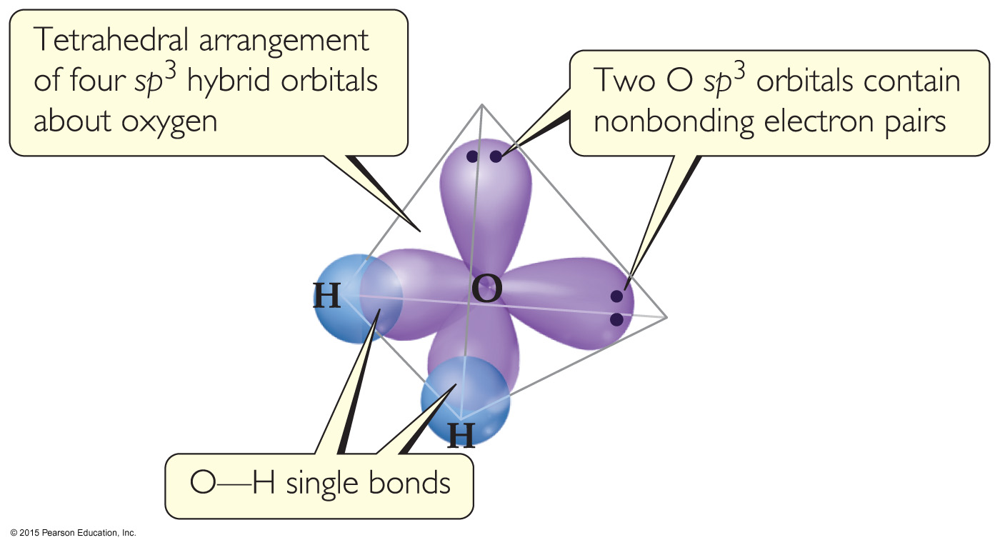 Tetrahedral arrangement
of four sp³ hybrid orbitals
about oxygen
Two O sp³ orbitals contain
nonbonding electron pairs
H
O
H
O—H single bonds
© 2015 Pearson Education, Inc.